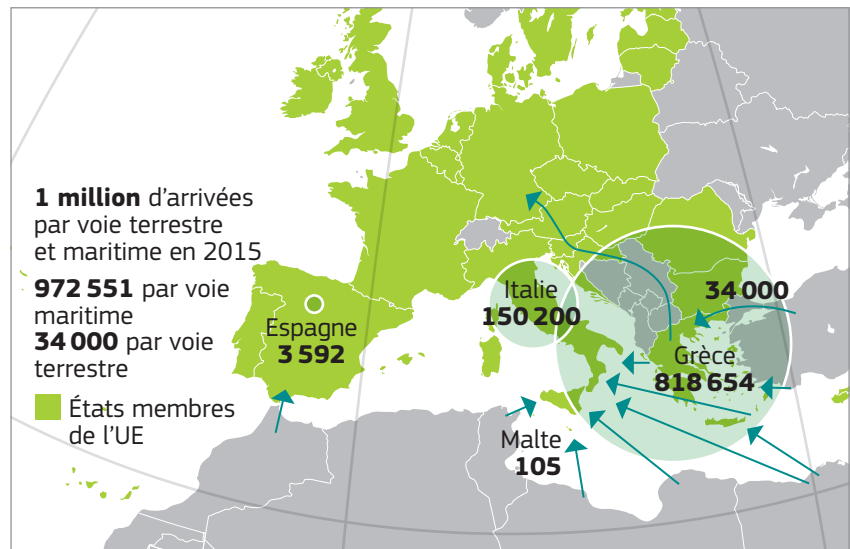 1 million d’arrivées
par voie terrestre
et maritime en 2015
972 551 par voie
maritime
34 000 par voie
terrestre
États membres
de l’UE
Espagne
3 592
Italie
150 200
34 000
Grèce
818 654
Malte
105